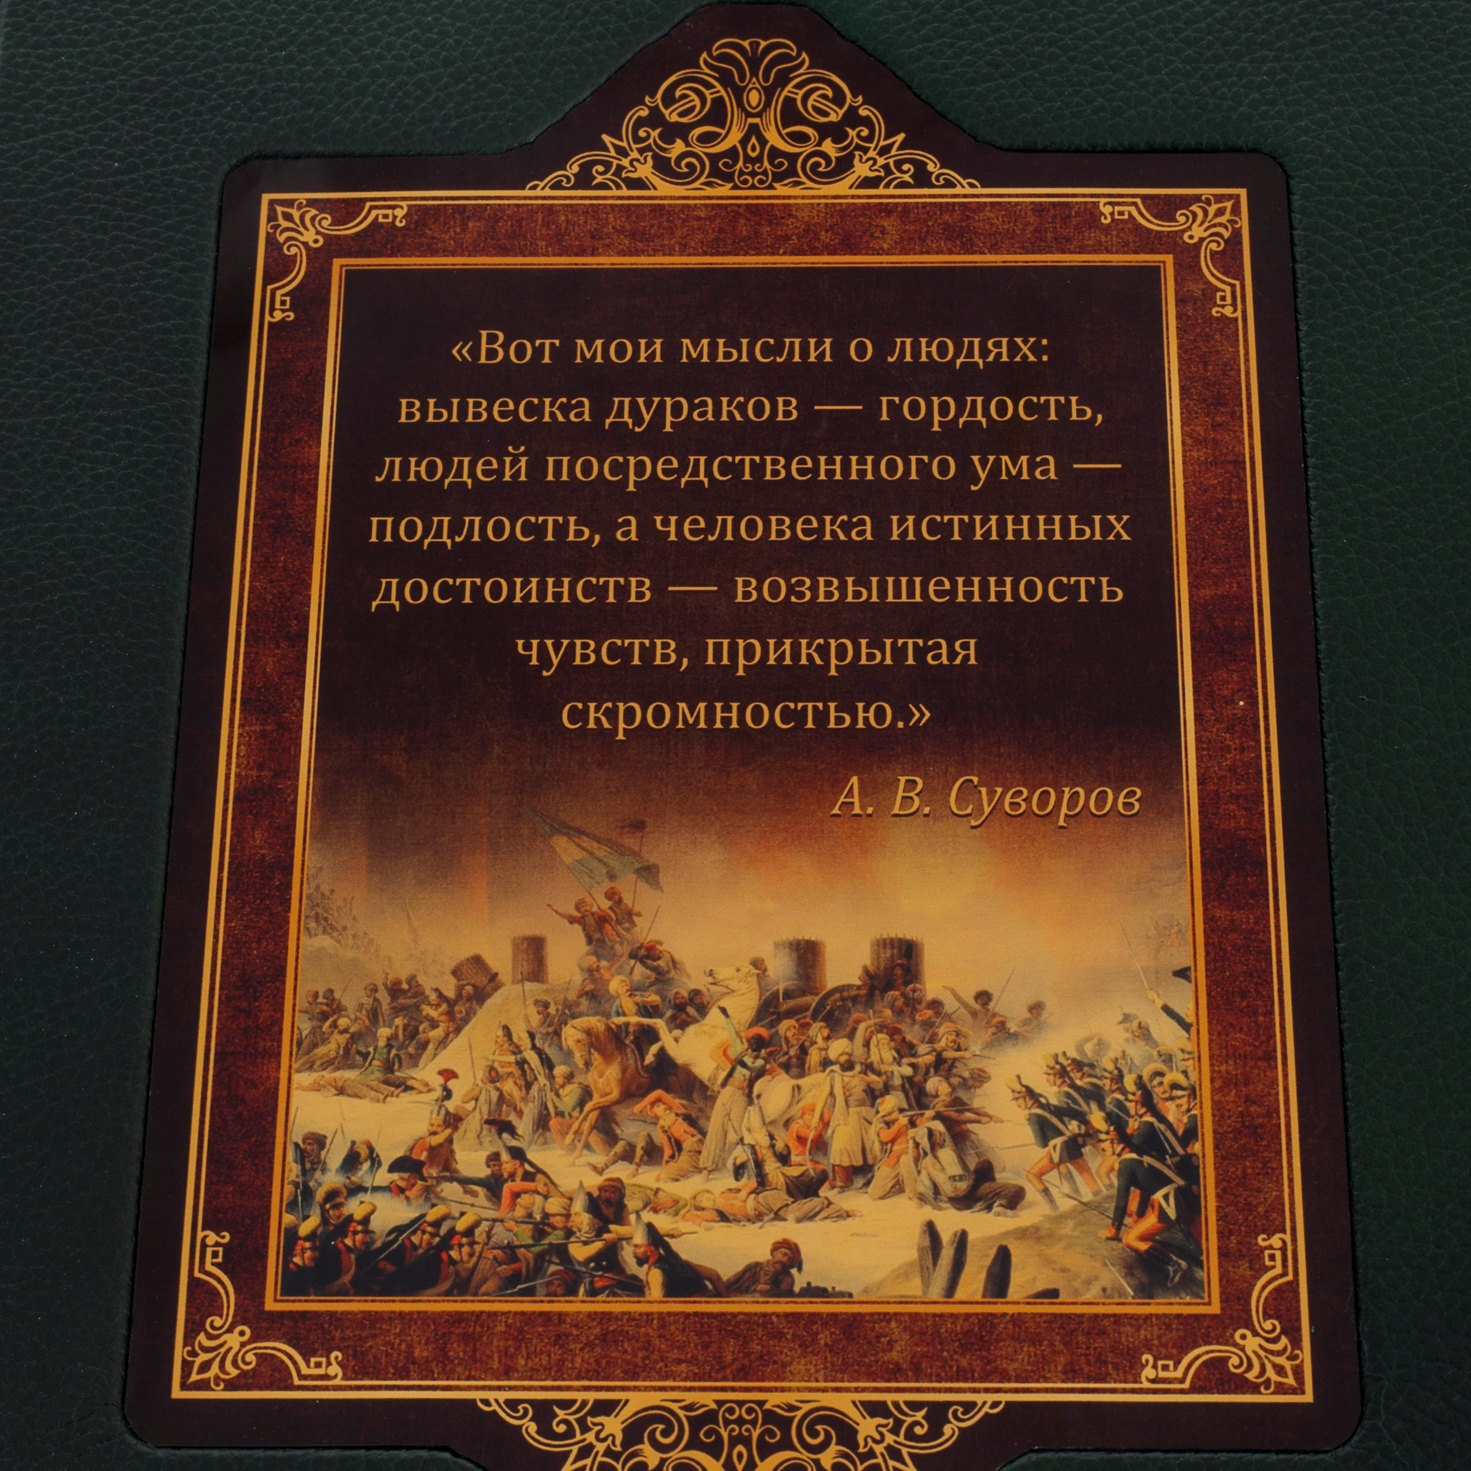 «Вот мои мысли о людях:
вывеска дураков — гордость,
людей посредственного ума —
подлость, а человека истинных
достоинств — возвышенность
чувств, прикрытая
скромностью.»
А. В. Суворов